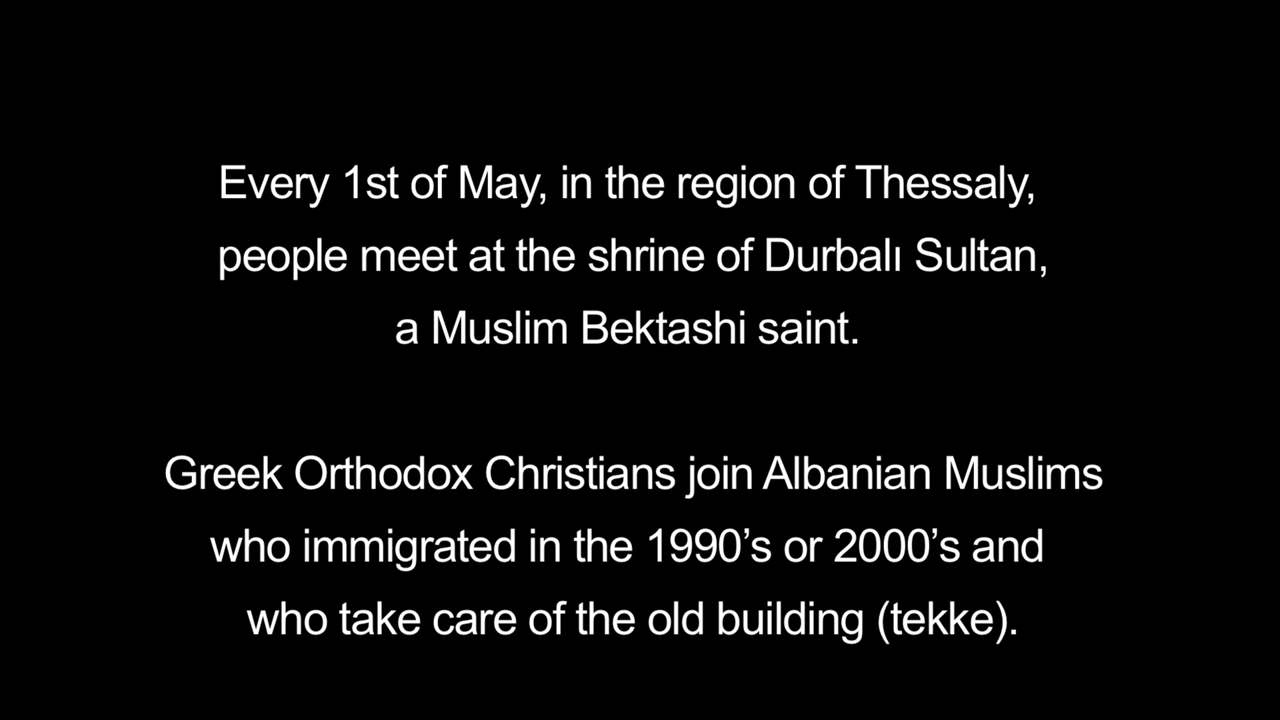 Every 1st of May, in the region of Thessaly,
people meet at the shrine of Durbalı Sultan,
a Muslim Bektashi saint.
Greek Orthodox Christians join Albanian Muslims
who immigrated in the 1990’s or 2000’s and
who take care of the old building (tekke).